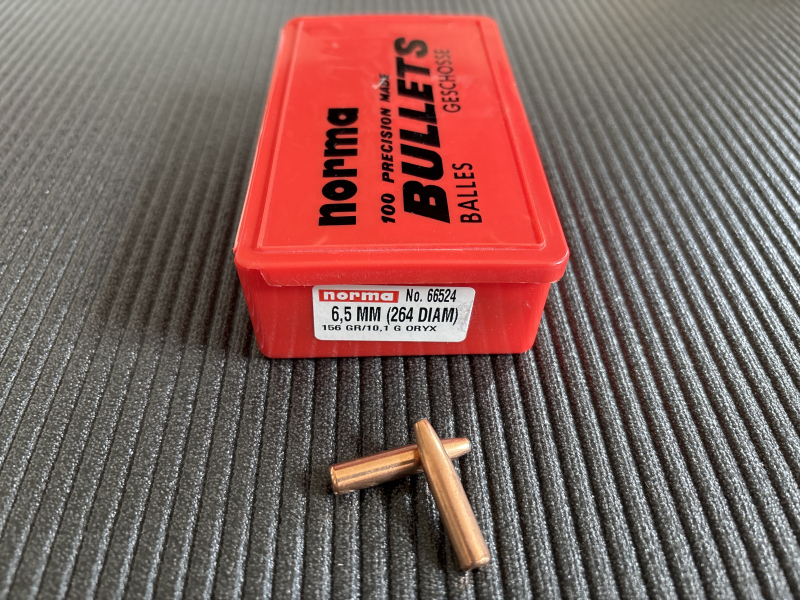 norma
100 PRECISION MADE
BULLETS
BALLES GESCHOSSE
norma No. 66524
6,5 MM (264 DIAM)
156 GR/10,1 G ORYX